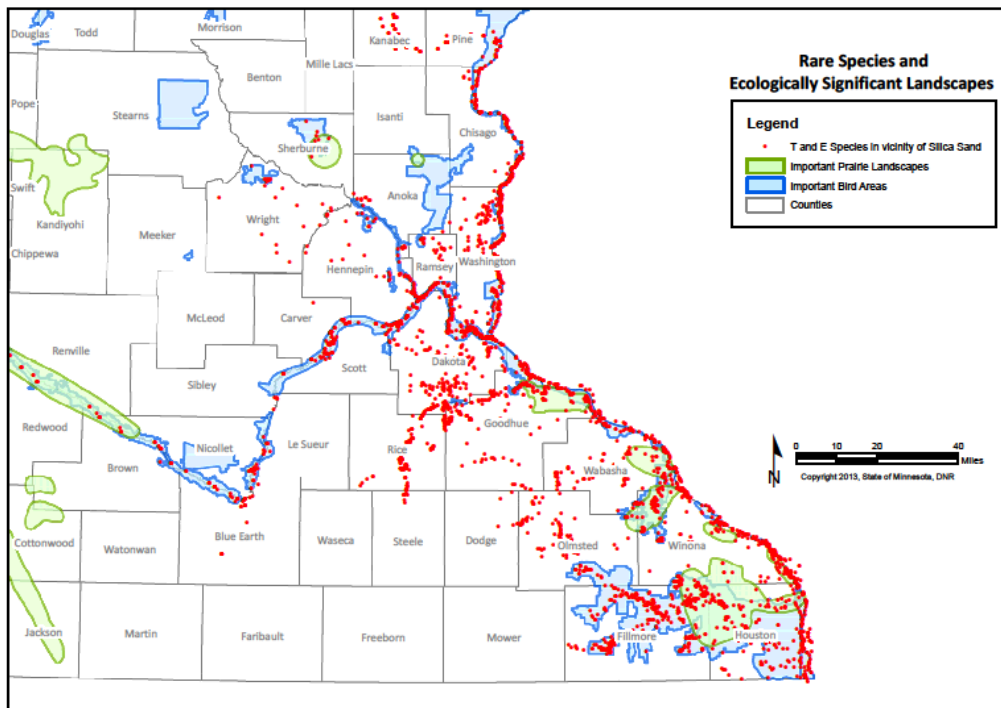 Douglas
Todd
Morrison
Kanabec
Pine
Mille Lacs
Benton
Pope
Stearns
Isanti
Chisago
Sherburne
Swift
Kandiyohi
Anoka
Wright
Meeker
Chippewa
Hennepin
Ramsey
Washington
McLeod
Carver
Renville
Scott
Dakota
Sibley
Redwood
Nicollet
Le Sueur
Rice
Goodhue
Brown
Wabasha
Cottonwood
Watonwan
Blue Earth
Waseca
Steele
Dodge
Olmsted
Winona
Jackson
Martin
Faribault
Freeborn
Mower
Fillmore
Houston
Rare Species and
Ecologically Significant Landscapes
Legend
T and E Species in vicinity of Silica Sand
Important Prairie Landscapes
Important Bird Areas
Counties
N
0 10 20 40
Miles
Copyright 2013, State of Minnesota, DNR